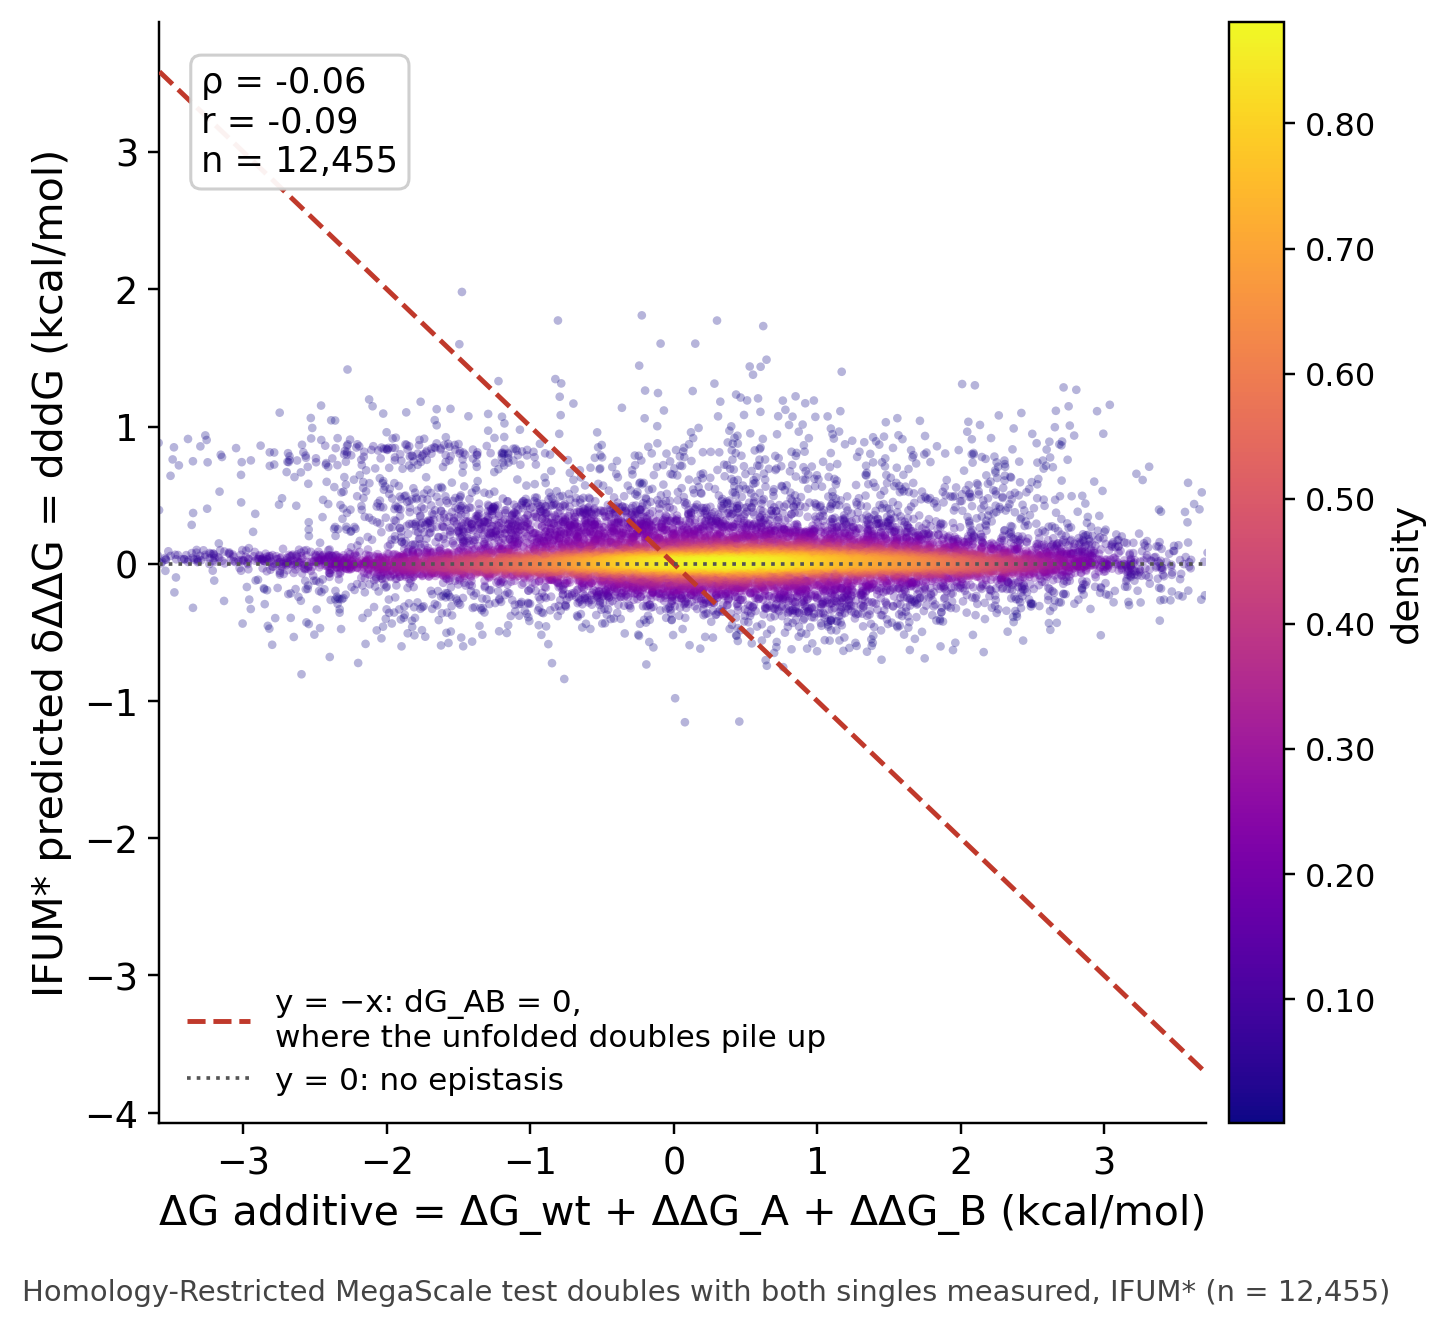 ρ = -0.06
r = -0.09
n = 12,455
IFUM* predicted δΔΔG = dddG (kcal/mol)
3
2
1
0
−1
−2
−3
−4
y = −x: dG_AB = 0,
where the unfolded doubles pile up
y = 0: no epistasis
−3
−2
−1
0
1
2
3
ΔG additive = ΔG_wt + ΔΔG_A + ΔΔG_B (kcal/mol)
0.80
0.70
0.60
0.50
0.40
0.30
0.20
0.10
density
Homology-Restricted MegaScale test doubles with both singles measured, IFUM* (n = 12,455)